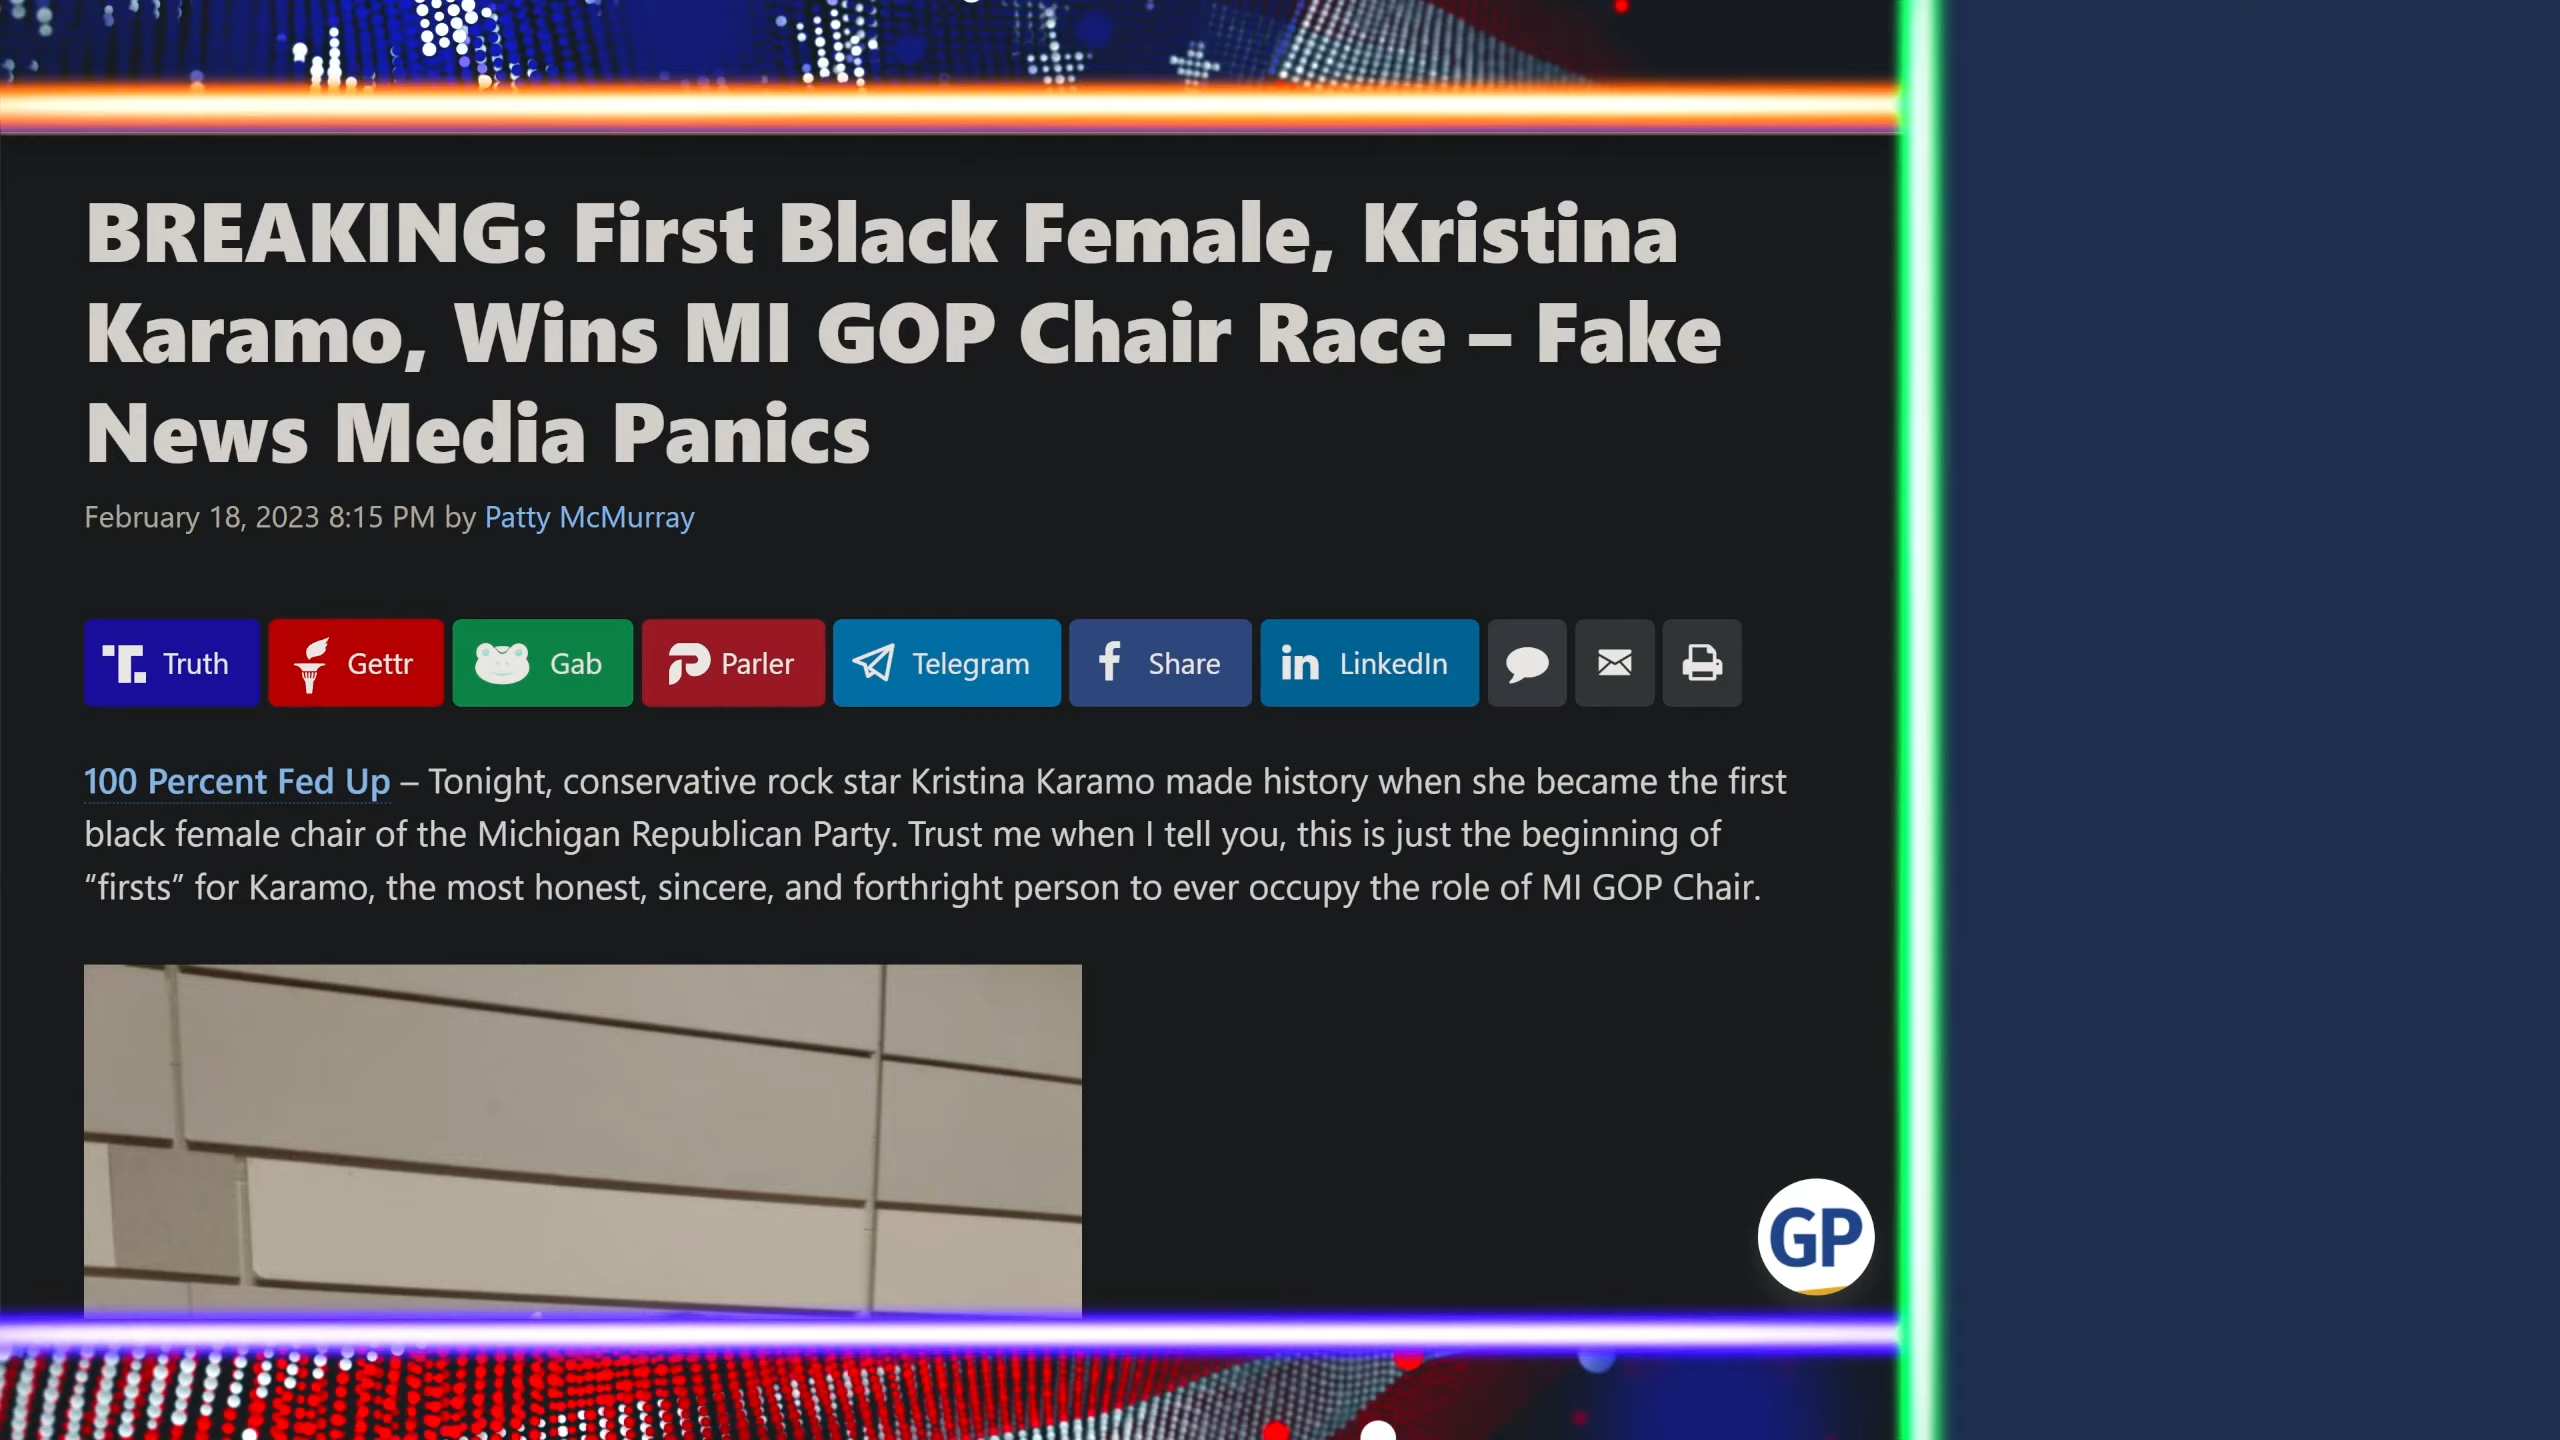 BREAKING: First Black Female, Kristina
Karamo, Wins MI GOP Chair Race – Fake
News Media Panics
February 18, 2023 8:15 PM by Patty McMurray
Truth Gettr Gab Parler Telegram Share LinkedIn
100 Percent Fed Up – Tonight, conservative rock star Kristina Karamo made history when she became the first
black female chair of the Michigan Republican Party. Trust me when I tell you, this is just the beginning of
“firsts” for Karamo, the most honest, sincere, and forthright person to ever occupy the role of MI GOP Chair.
GP